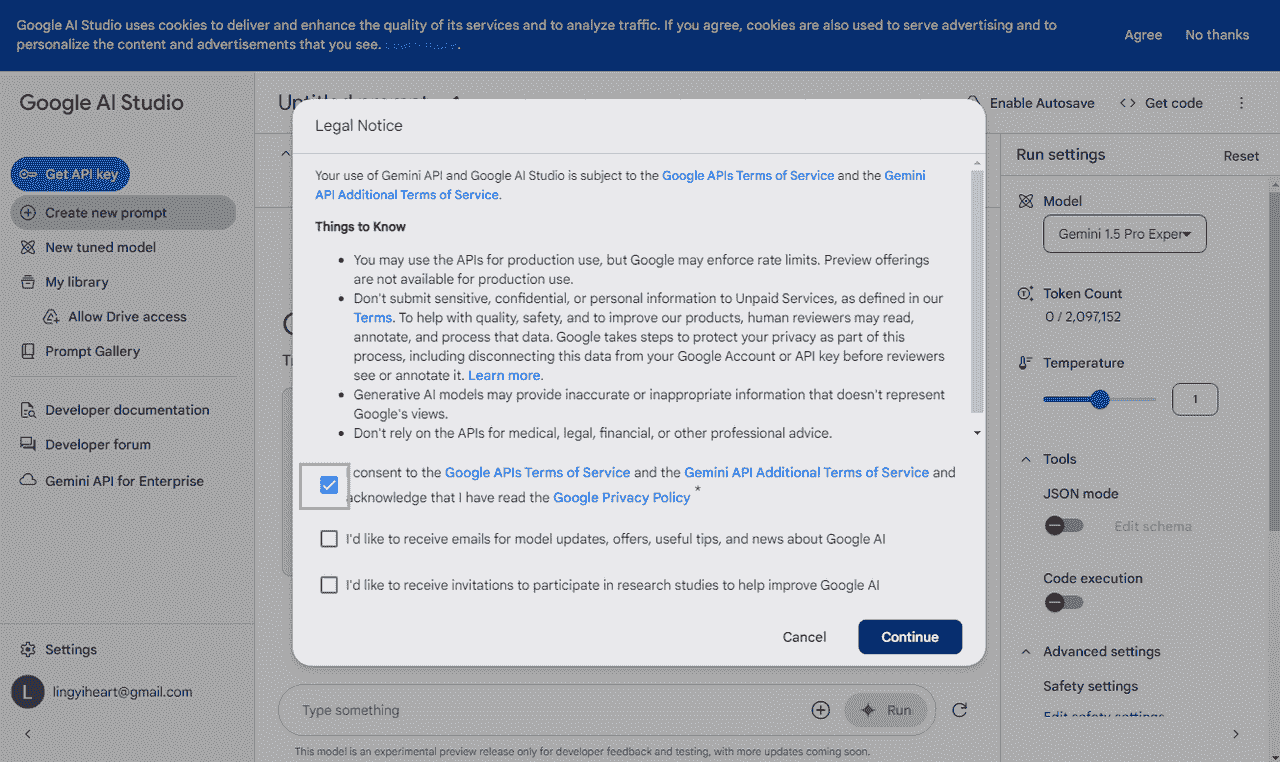 Google AI Studio uses cookies to deliver and enhance the quality of its services and to analyze traffic. If you agree, cookies are also used to serve advertising and to
personalize the content and advertisements that you see.
Agree
No thanks
Google AI Studio
Get API key
Create new prompt
New tuned model
My library
Allow Drive access
Prompt Gallery
Developer documentation
Developer forum
Gemini API for Enterprise
Settings
L
lingyiheart@gmail.com
Enable Autosave
Get code
Legal Notice
Your use of Gemini API and Google AI Studio is subject to the Google APIs Terms of Service and the Gemini
API Additional Terms of Service.
Things to Know
• You may use the APIs for production use, but Google may enforce rate limits. Preview offerings
are not available for production use.
• Don't submit sensitive, confidential, or personal information to Unpaid Services, as defined in our
Terms. To help with quality, safety, and to improve our products, human reviewers may read,
annotate, and process that data. Google takes steps to protect your privacy as part of this
process, including disconnecting this data from your Google Account or API key before reviewers
see or annotate it. Learn more.
• Generative AI models may provide inaccurate or inappropriate information that doesn't represent
Google's views.
• Don't rely on the APIs for medical, legal, financial, or other professional advice.
consent to the Google APIs Terms of Service and the Gemini API Additional Terms of Service and
acknowledge that I have read the Google Privacy Policy *
I'd like to receive emails for model updates, offers, useful tips, and news about Google AI
I'd like to receive invitations to participate in research studies to help improve Google AI
Cancel
Continue
Type something
Run
This model is an experimental preview release only for developer feedback and testing, with more updates coming soon.
Run settings
Reset
Model
Gemini 1.5 Pro Exper
Token Count
0 / 2,097,152
Temperature
1
Tools
JSON mode
Edit schema
Code execution
Advanced settings
Safety settings
Edit safety settings